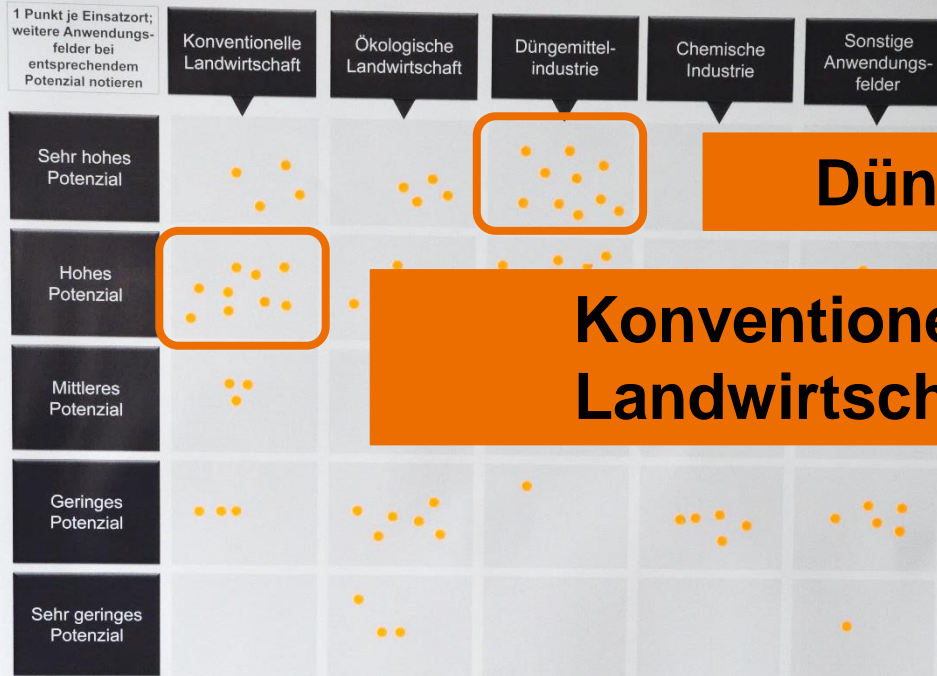 1 Punkt je Einsatzort;
weitere Anwendungs-
felder bei
entsprechendem
Potenzial notieren
Konventionelle
Landwirtschaft
Ökologische
Landwirtschaft
Düngemittel-
industrie
Chemische
Industrie
Sonstige
Anwendungs-
felder
Sehr hohes
Potenzial
Dün
Hohes
Potenzial
Konventione
Landwirtsch
Mittleres
Potenzial
Geringes
Potenzial
Sehr geringes
Potenzial